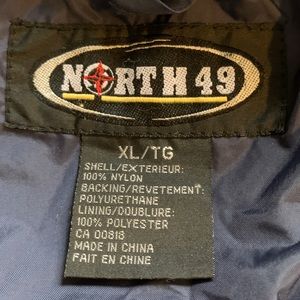 NORTH 49
XL/TG
SHELL/EXTERIEUR:
100% NYLON
BACKING/REVETEMENT:
POLYURETHANE
LINING/DOUBLURE:
100% POLYESTER
CA 00818
MADE IN CHINA
FAIT EN CHINE